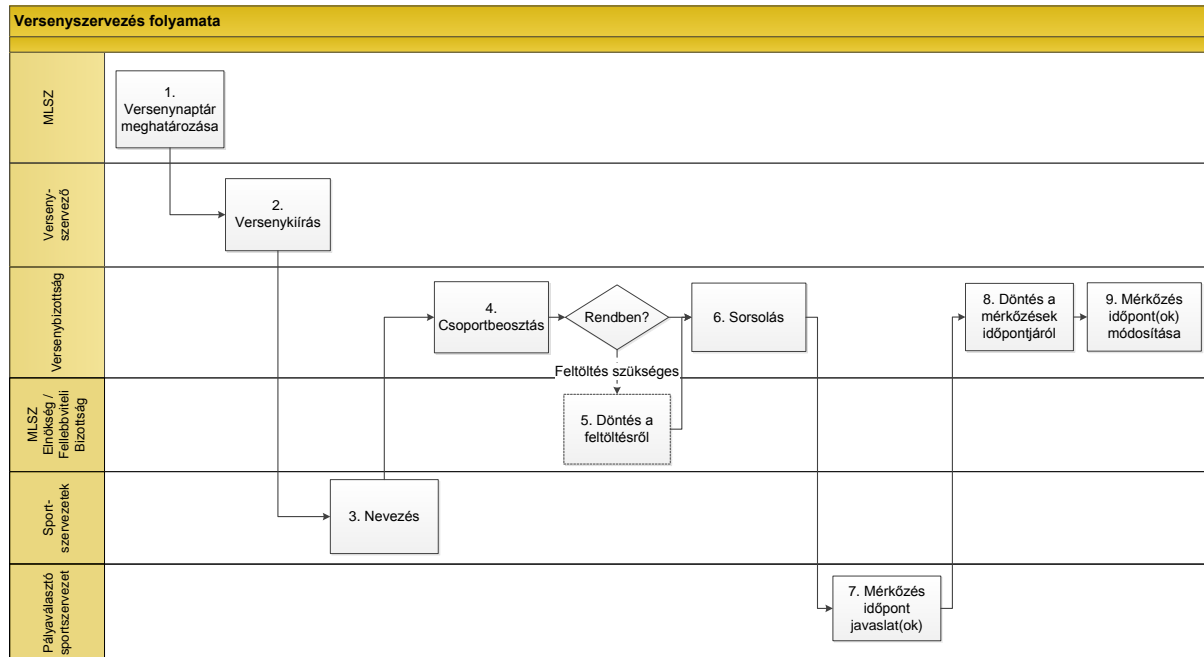 Versenyszervezés folyamata
MLSZ
1.
Versenynaptár
meghatározása
Verseny-
szervező
2.
Versenykiírás
Versenybizottság
4.
Csoportbeosztás
Rendben?
6. Sorsolás
8. Döntés a
mérkőzések
időpontjáról
9. Mérkőzés
időpont(ok)
módosítása
Feltöltés szükséges
MLSZ
Elnökség /
Fellebbviteli
Bizottság
5. Döntés a
feltöltésről
Sport-
szervezetek
3. Nevezés
Pályaválasztó
sportszervezet
7. Mérkőzés
időpont
javaslat(ok)